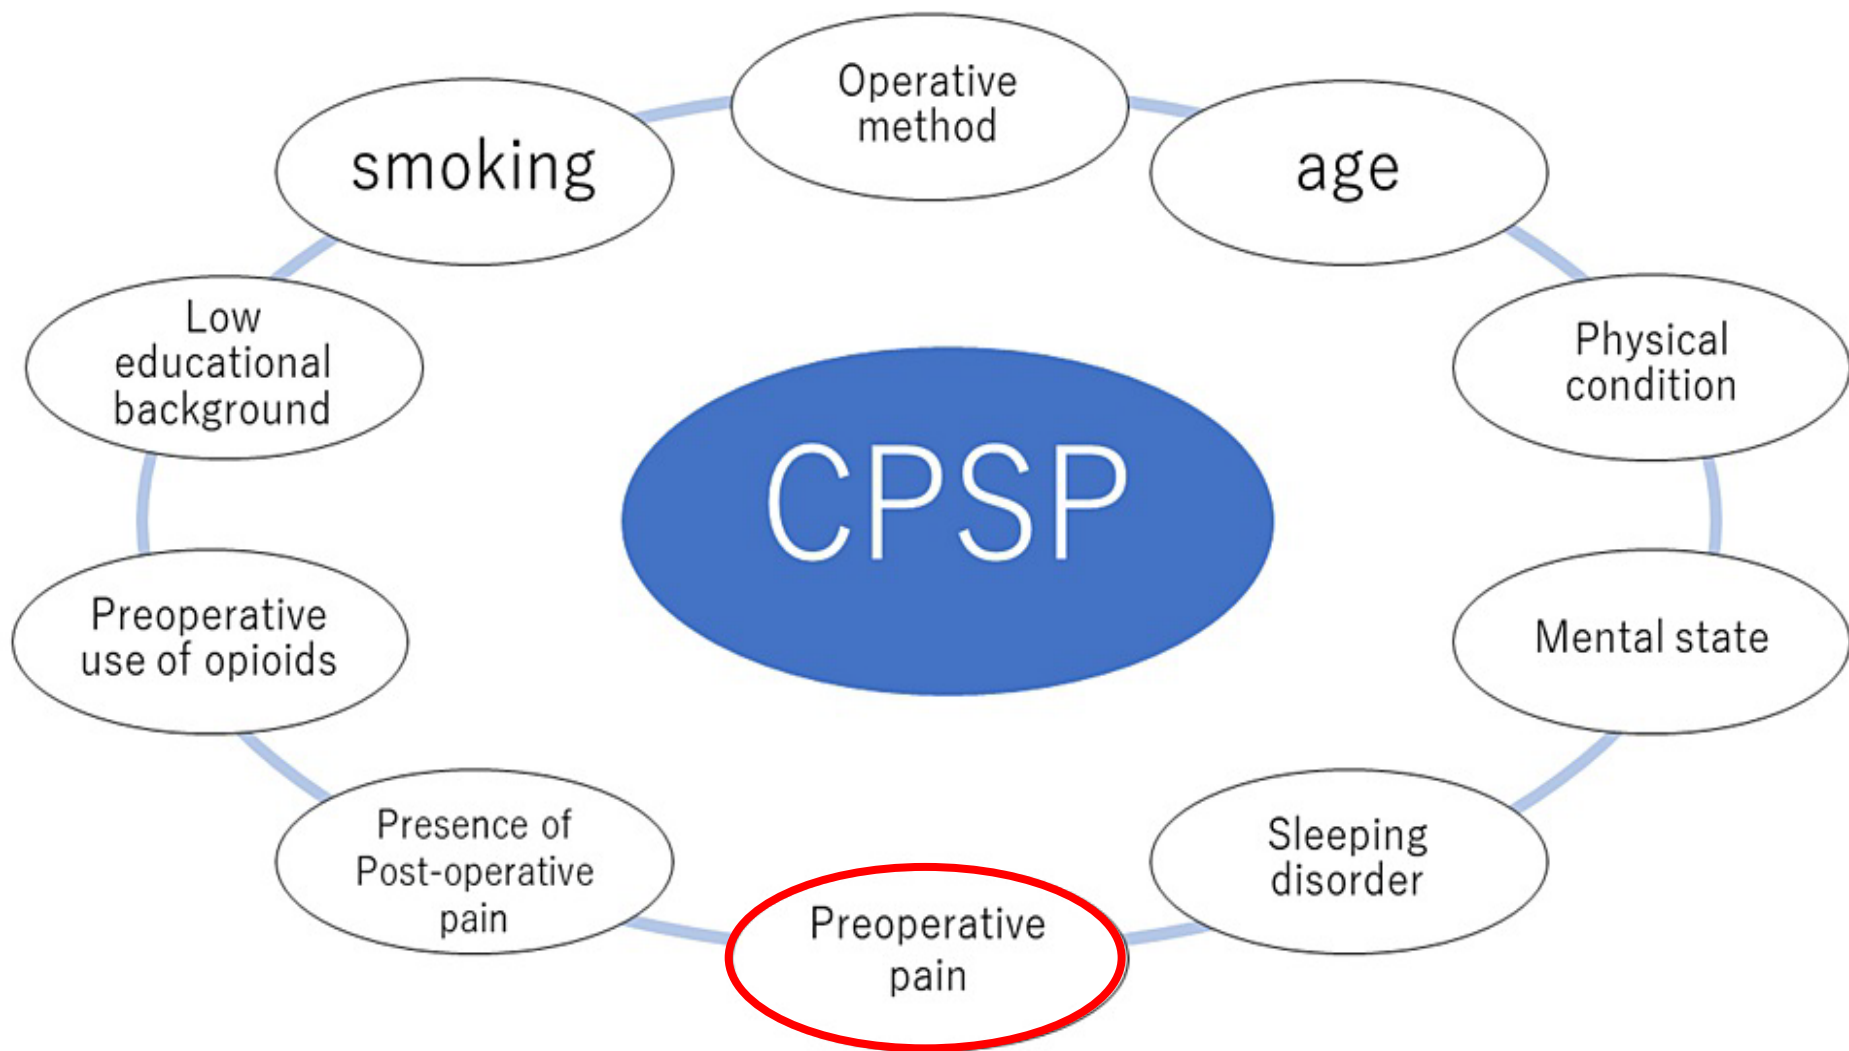 Operative
method
smoking
age
Low
educational
background
Physical
condition
CPSP
Preoperative
use of opioids
Mental state
Presence of
Post-operative
pain
Sleeping
disorder
Preoperative
pain